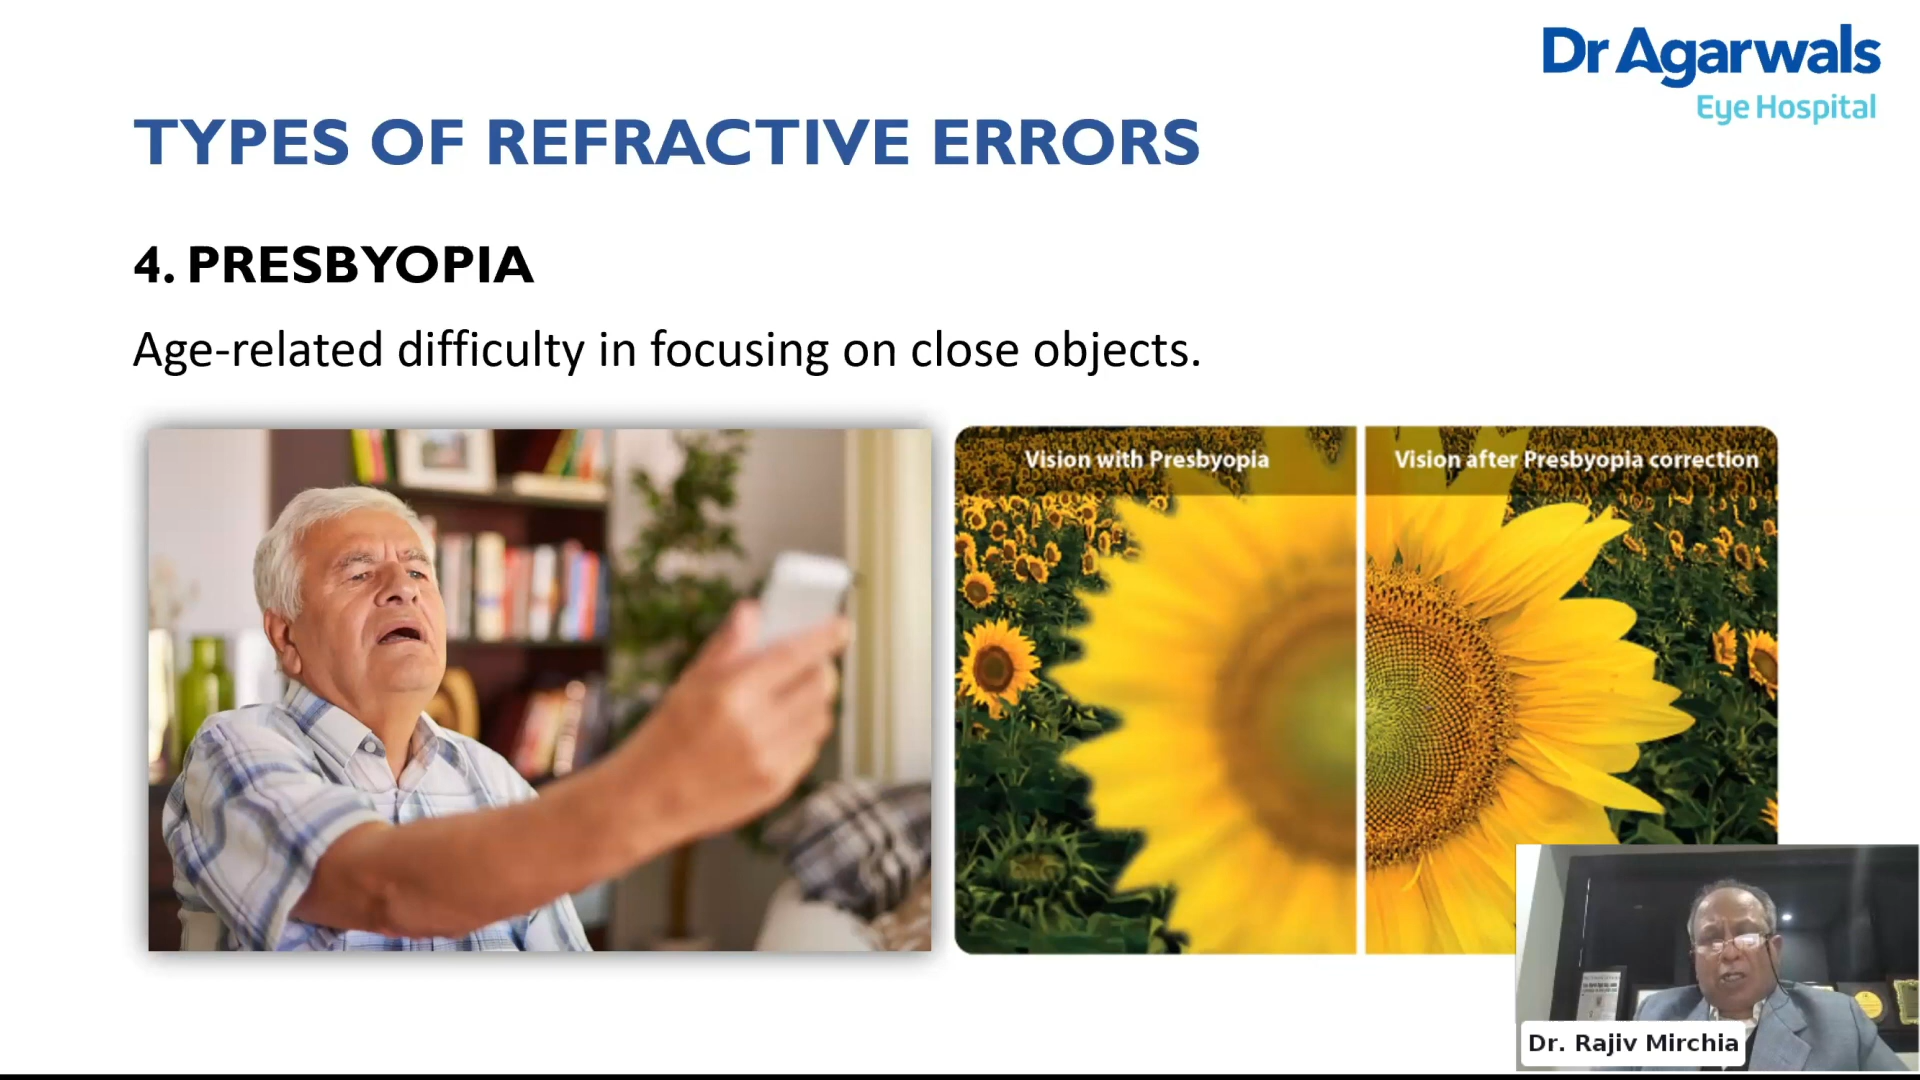 Dr Agarwals
Eye Hospital
TYPES OF REFRACTIVE ERRORS
4. PRESBYOPIA
Age-related difficulty in focusing on close objects.
Vision with Presbyopia
Vision after Presbyopia correction
Dr. Rajiv Mirchia